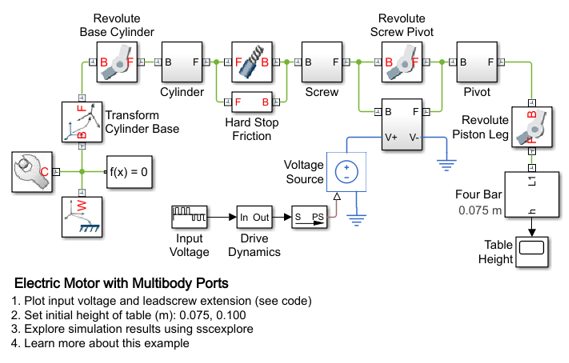 Revolute
Base Cylinder
Revolute
Screw Pivot
B F
B F
F B
B F
B F
B F
Cylinder
Screw
Pivot
F B
Hard Stop
Friction
F
B
Transform
Cylinder Base
B F
V+ V-
B
F
Revolute
Piston Leg
C
f(x) = 0
Voltage
Source
W
L1
h
Four Bar
0.075 m
In Out
S PS
Input
Voltage
Drive
Dynamics
Table
Height
Electric Motor with Multibody Ports
1. Plot input voltage and leadscrew extension (see code)
2. Set initial height of table (m): 0.075, 0.100
3. Explore simulation results using sscexplore
4. Learn more about this example